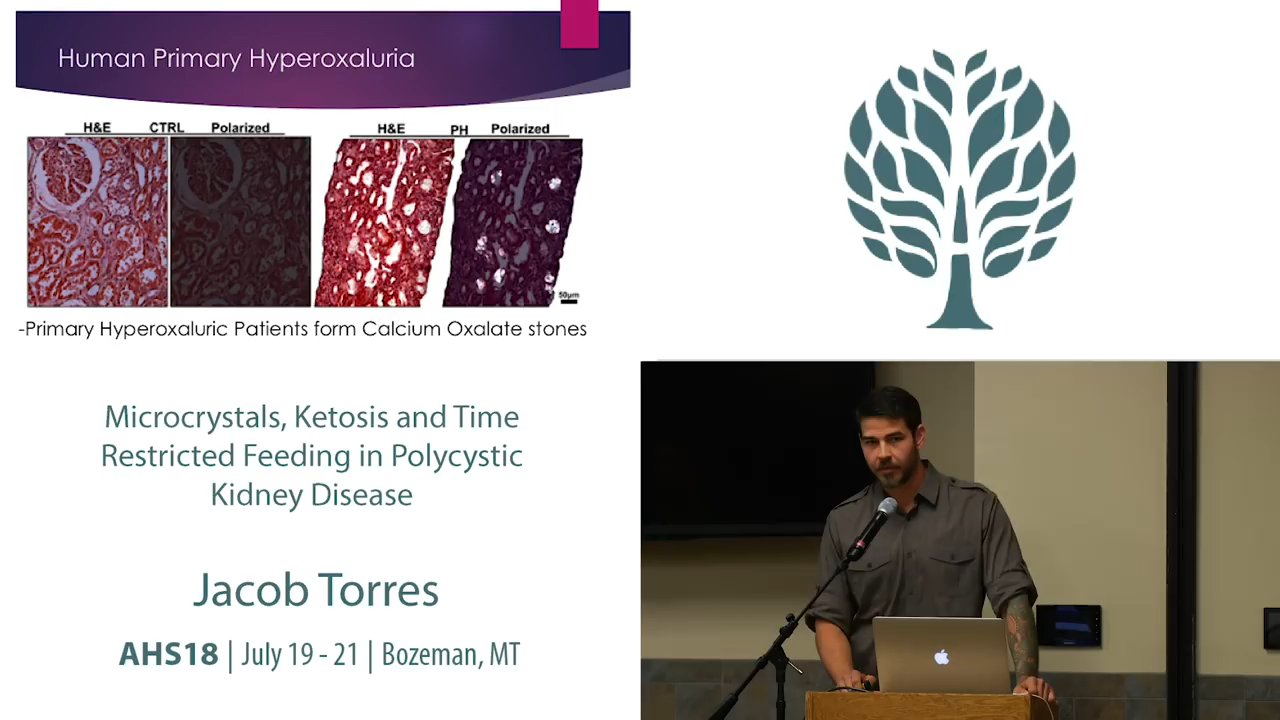 Human Primary Hyperoxaluria
H&E CTRL Polarized H&E PH Polarized
50µm
-Primary Hyperoxaluric Patients form Calcium Oxalate stones
Microcrystals, Ketosis and Time
Restricted Feeding in Polycystic
Kidney Disease
Jacob Torres
AHS18 | July 19 - 21 | Bozeman, MT